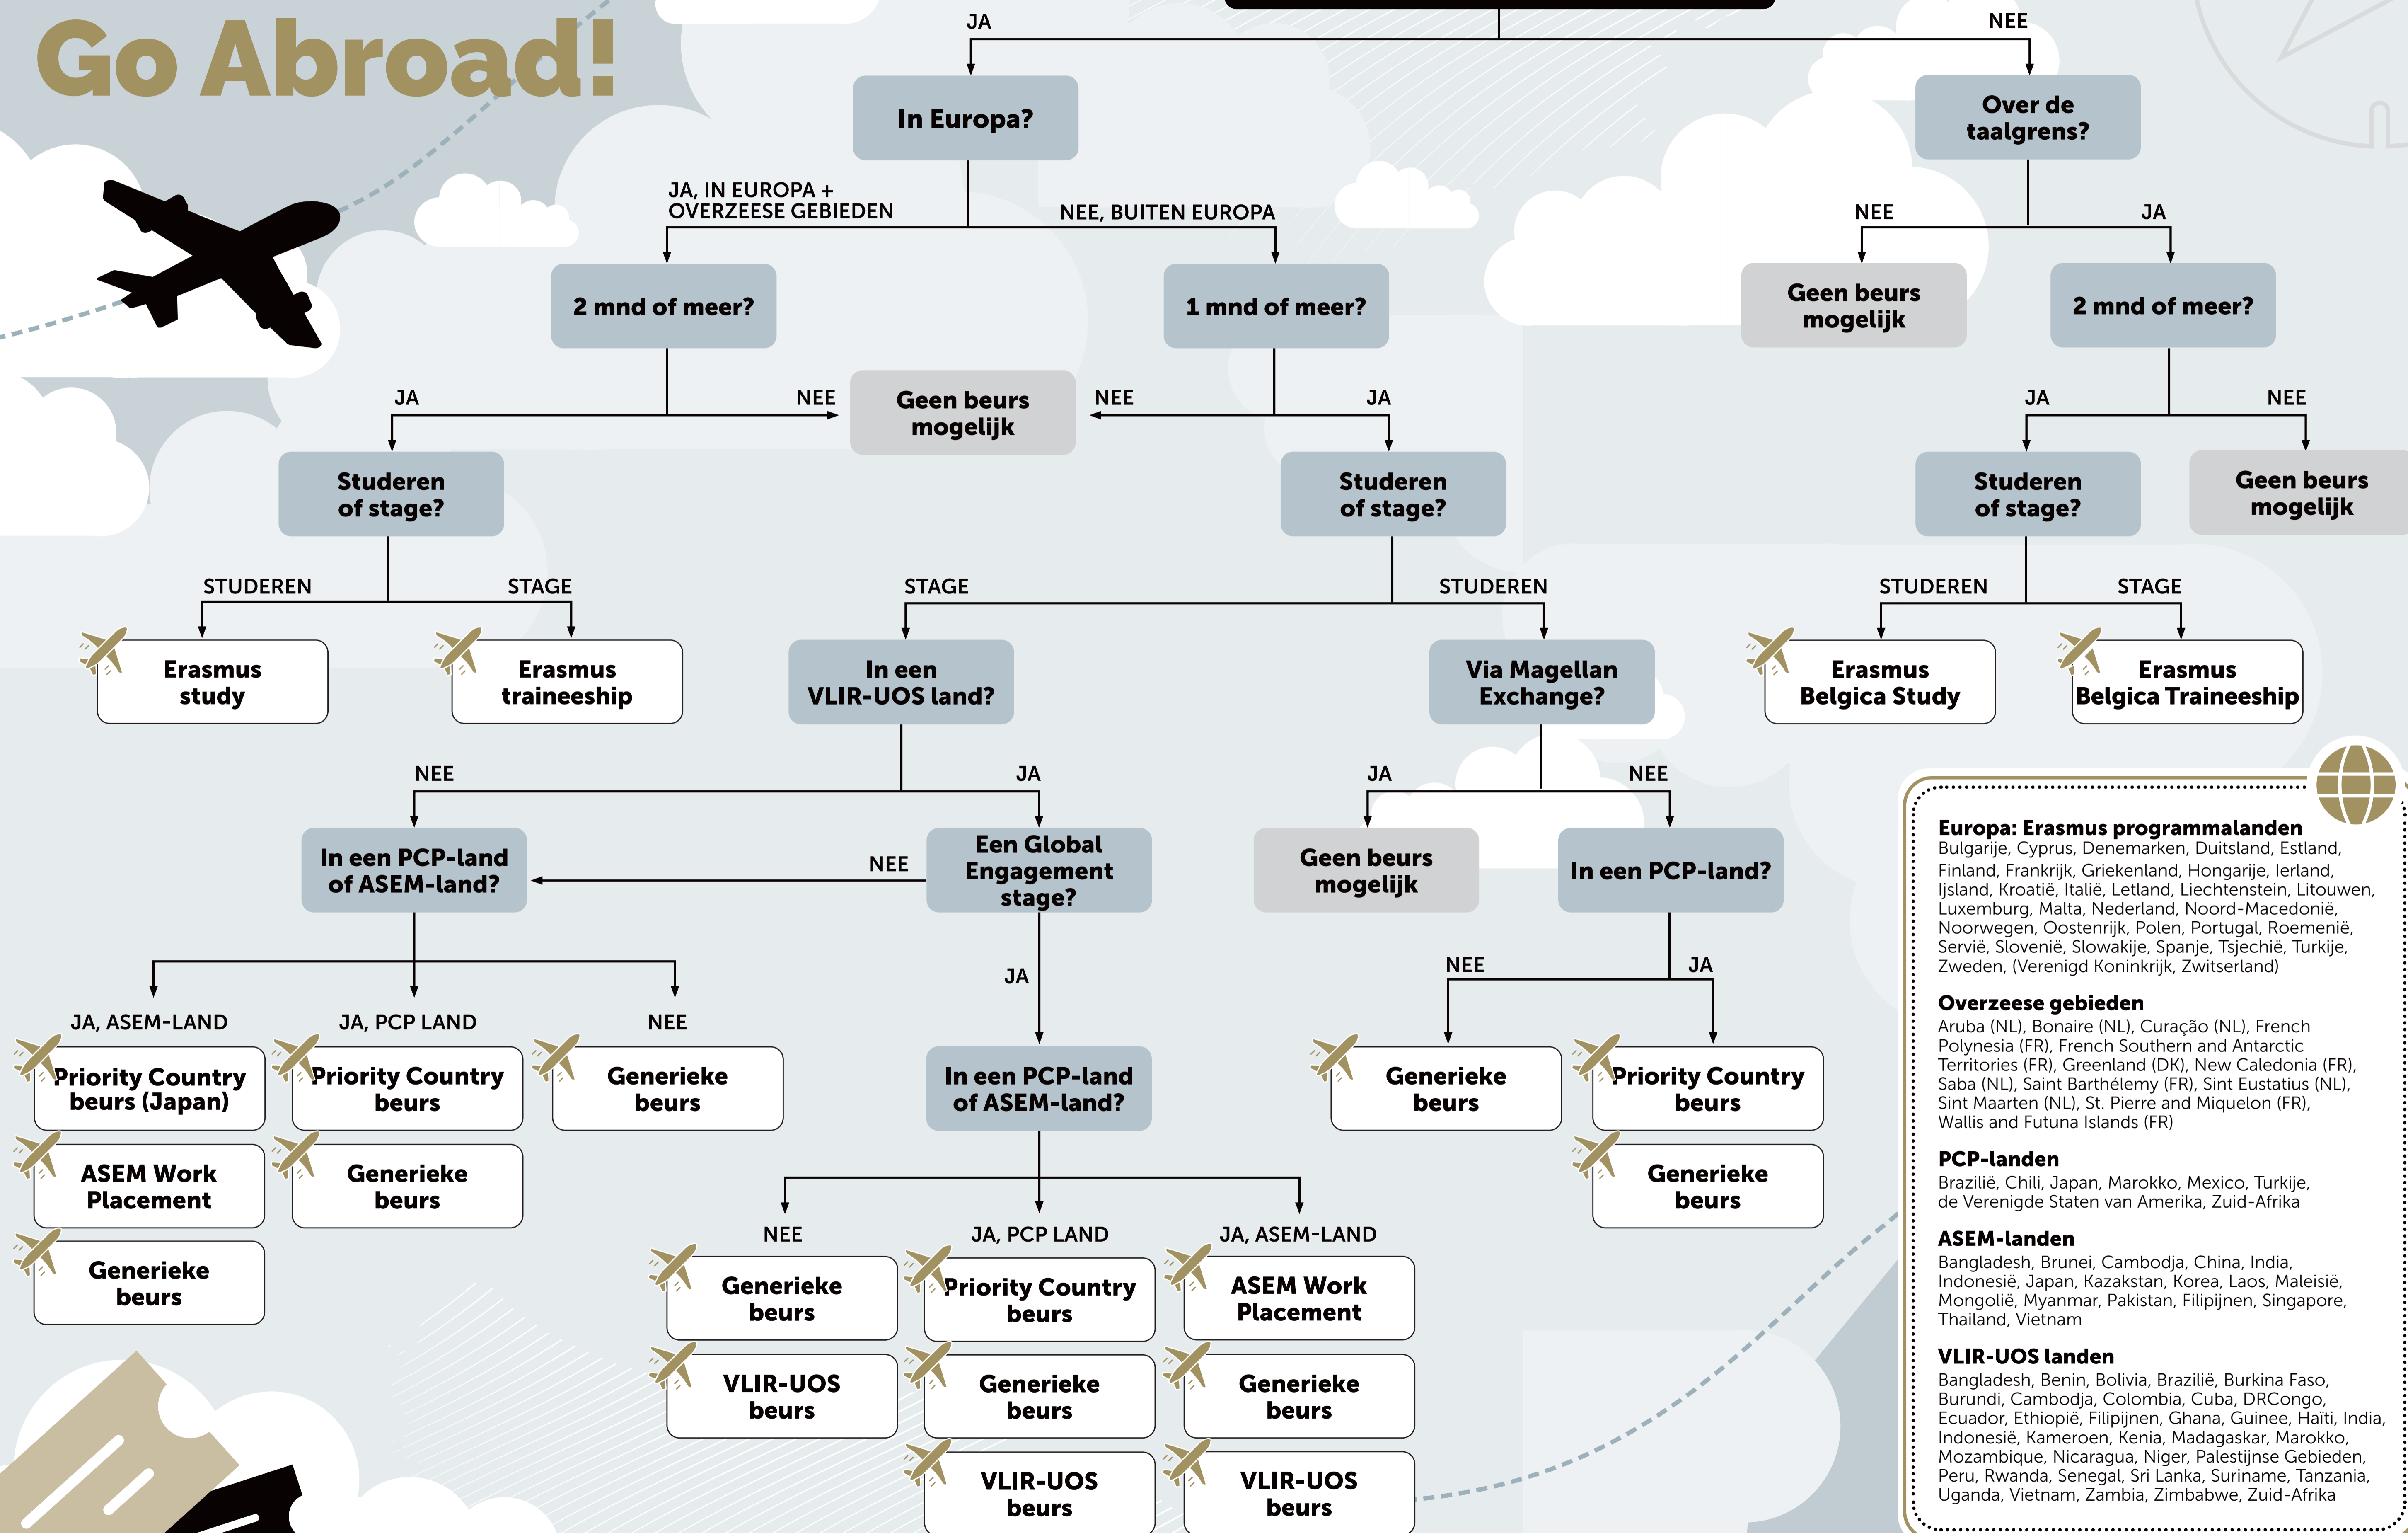 Go Abroad!
JA
NEE
In Europa?
Over de
taalgrens?
JA, IN EUROPA +
OVERZEESE GEBIEDEN
NEE, BUITEN EUROPA
NEE
JA
2 mnd of meer?
1 mnd of meer?
Geen beurs
mogelijk
2 mnd of meer?
JA
NEE
Geen beurs
mogelijk
NEE
JA
JA
NEE
Studeren
of stage?
Studeren
of stage?
Studeren
of stage?
Geen beurs
mogelijk
STUDEREN
STAGE
STAGE
STUDEREN
STUDEREN
STAGE
Erasmus
study
Erasmus
traineeship
In een
VLIR-UOS land?
Via Magellan
Exchange?
Erasmus
Belgica Study
Erasmus
Belgica Traineeship
NEE
JA
JA
NEE
In een PCP-land
of ASEM-land?
NEE
Een Global
Engagement
stage?
Geen beurs
mogelijk
In een PCP-land?
JA
NEE
JA
JA, ASEM-LAND
JA, PCP LAND
NEE
Priority Country
beurs (Japan)
Priority Country
beurs
Generieke
beurs
In een PCP-land
of ASEM-land?
Generieke
beurs
Priority Country
beurs
ASEM Work
Placement
Generieke
beurs
Generieke
beurs
Generieke
beurs
NEE
JA, PCP LAND
JA, ASEM-LAND
Generieke
beurs
Priority Country
beurs
ASEM Work
Placement
VLIR-UOS
beurs
Generieke
beurs
Generieke
beurs
VLIR-UOS
beurs
VLIR-UOS
beurs
Europa: Erasmus programmalanden
Bulgarije, Cyprus, Denemarken, Duitsland, Estland,
Finland, Frankrijk, Griekenland, Hongarije, Ierland,
Ijsland, Kroatië, Italië, Letland, Liechtenstein, Litouwen,
Luxemburg, Malta, Nederland, Noord-Macedonië,
Noorwegen, Oostenrijk, Polen, Portugal, Roemenië,
Servië, Slovenië, Slowakije, Spanje, Tsjechië, Turkije,
Zweden, (Verenigd Koninkrijk, Zwitserland)
Overzeese gebieden
Aruba (NL), Bonaire (NL), Curaçao (NL), French
Polynesia (FR), French Southern and Antarctic
Territories (FR), Greenland (DK), New Caledonia (FR),
Saba (NL), Saint Barthélemy (FR), Sint Eustatius (NL),
Sint Maarten (NL), St. Pierre and Miquelon (FR),
Wallis and Futuna Islands (FR)
PCP-landen
Brazilië, Chili, Japan, Marokko, Mexico, Turkije,
de Verenigde Staten van Amerika, Zuid-Afrika
ASEM-landen
Bangladesh, Brunei, Cambodja, China, India,
Indonesië, Japan, Kazakstan, Korea, Laos, Maleisië,
Mongolië, Myanmar, Pakistan, Filipijnen, Singapore,
Thailand, Vietnam
VLIR-UOS landen
Bangladesh, Benin, Bolivia, Brazilië, Burkina Faso,
Burundi, Cambodja, Colombia, Cuba, DRCongo,
Ecuador, Ethiopië, Filipijnen, Ghana, Guinee, Haïti, India,
Indonesië, Kameroen, Kenia, Madagaskar, Marokko,
Mozambique, Nicaragua, Niger, Palestijnse Gebieden,
Peru, Rwanda, Senegal, Sri Lanka, Suriname, Tanzania,
Uganda, Vietnam, Zambia, Zimbabwe, Zuid-Afrika